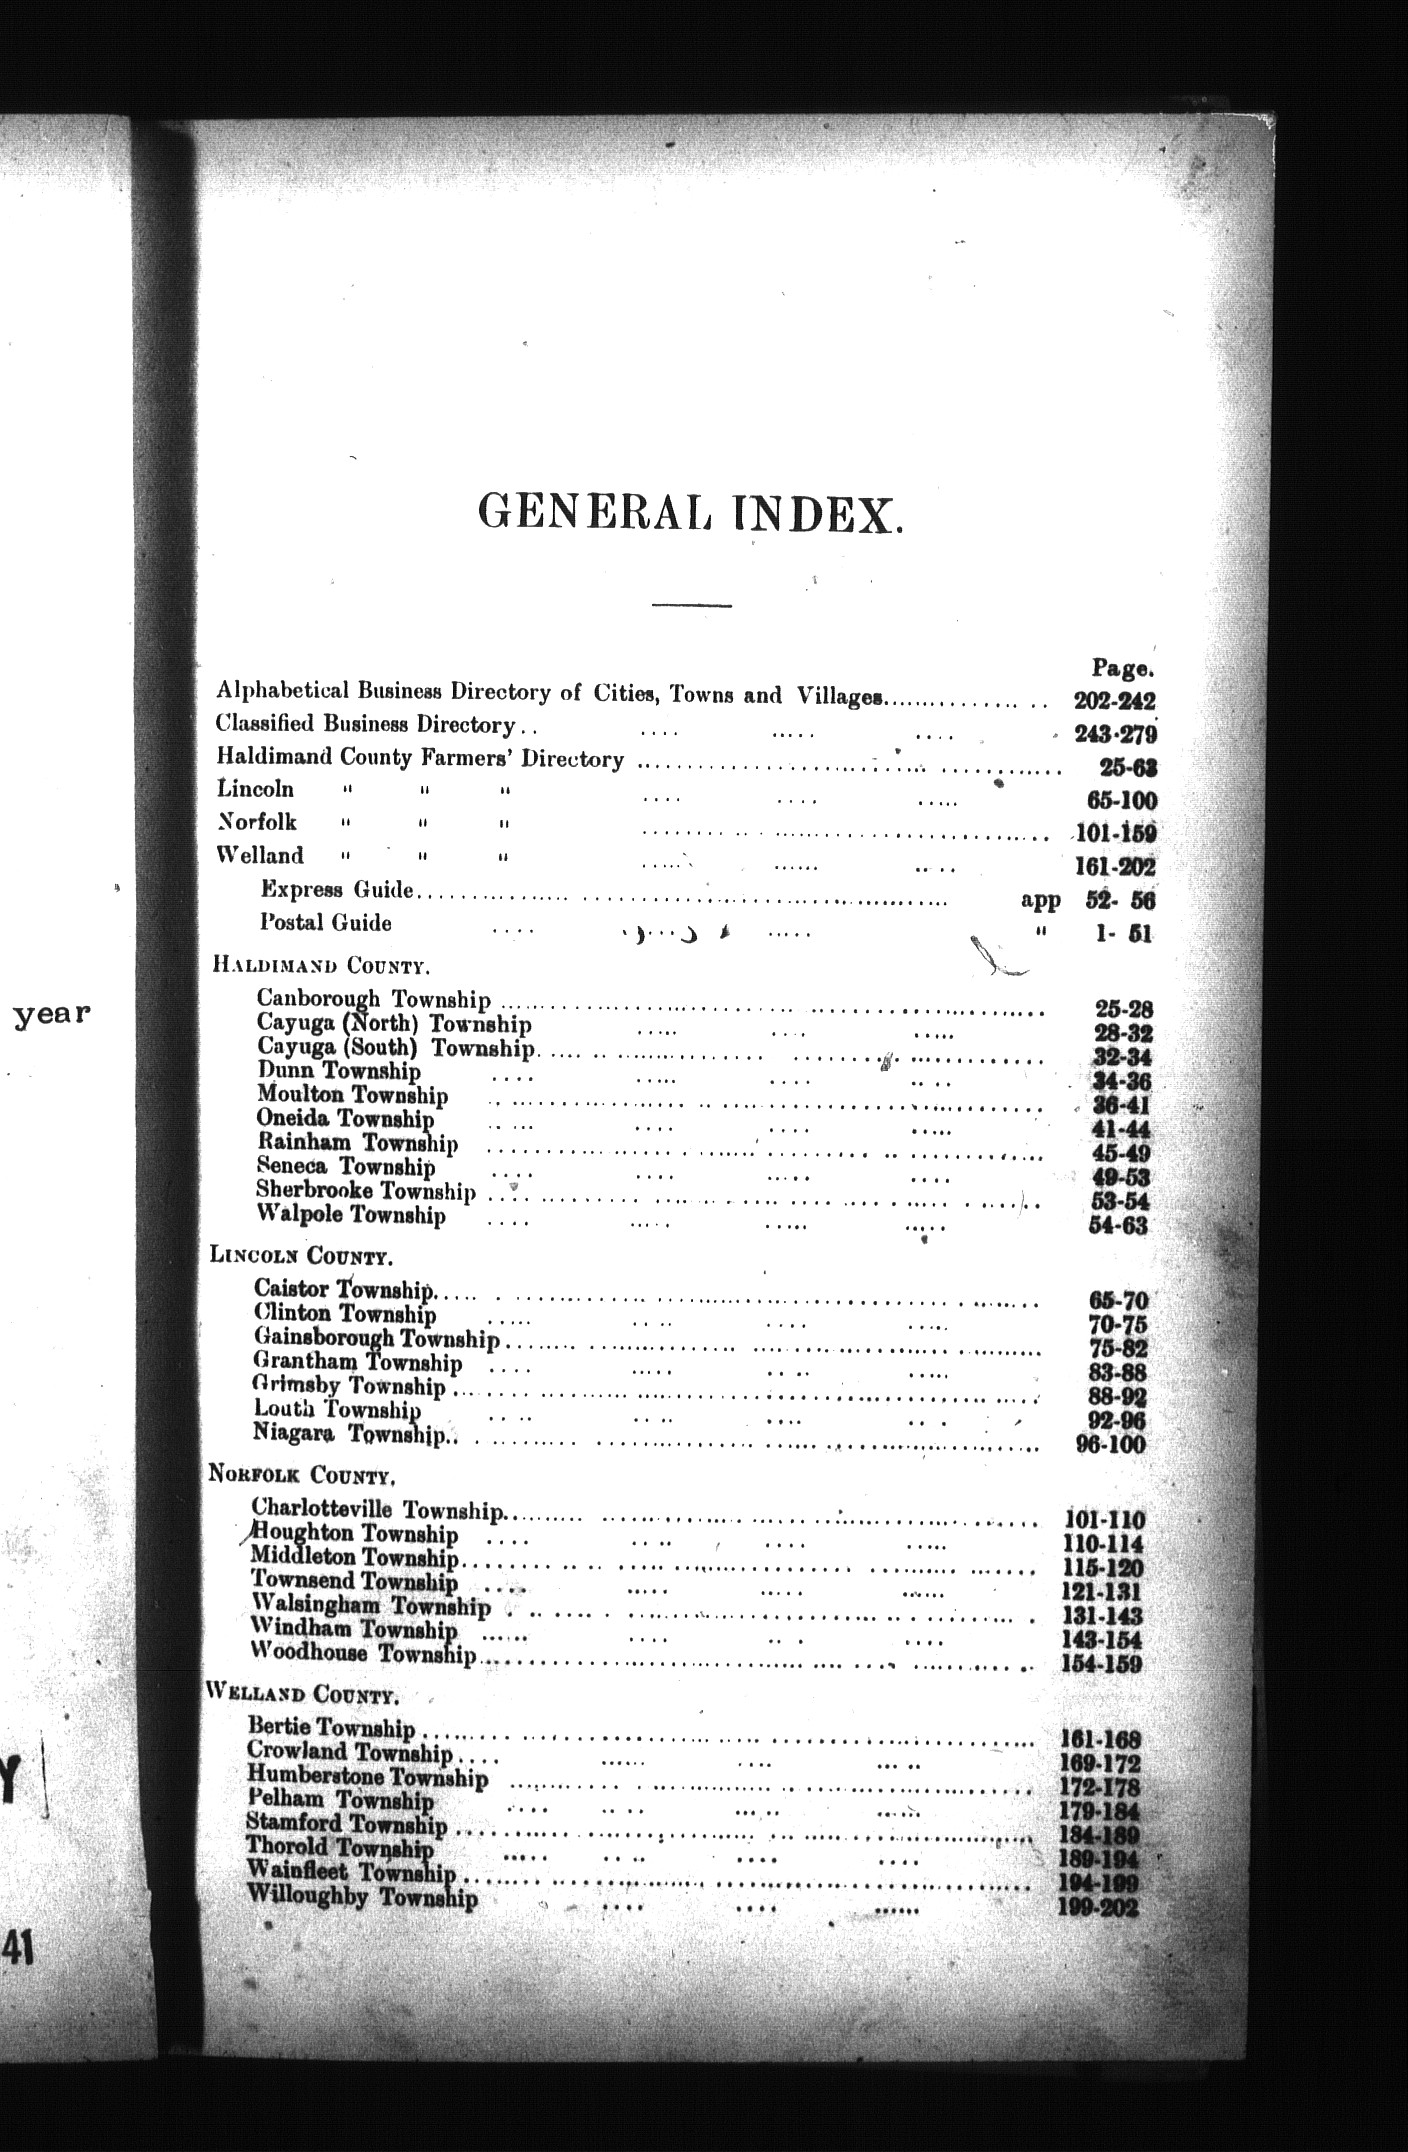 GENERAL INDEX.
Page.
Alphabetical Business Directory of Cities, Towns and Villages............... .. 202-242
Classified Business Directory.. .... ..... .... 243-279
Haldimand County Farmers' Directory .................................. 25-63
Lincoln " " " .... .... ..... 65-100
Norfolk " " " .................................. 101-159
Welland " " " ..... ...... .. .. 161-202
Express Guide.................................. app 52- 56
Postal Guide .... ..... " 1- 51
HALDIMAND COUNTY.
Canborough Township .................................. 25-28
Cayuga (North) Township ..... .... ..... 28-32
Cayuga (South) Township.................................. 32-34
Dunn Township .... ..... .... .. .. 34-36
Moulton Township .................................. 36-41
Oneida Township .. ... .... .... ..... 41-44
Rainham Township .................................. 45-49
Seneca Township .... .... ..... .... 49-53
Sherbrooke Township .................................. 53-54
Walpole Township .... ..... ..... ..... 54-63
LINCOLN COUNTY.
Caistor Township.................................. 65-70
Clinton Township ..... .. .. .... ..... 70-75
Gainsborough Township.................................. 75-82
Grantham Township .... ..... .. .. ..... 83-88
Grimsby Township .................................. 88-92
Louth Township .. .. .. .. .... .. . 92-96
Niagara Township.................................. 96-100
NORFOLK COUNTY.
Charlotteville Township.................................. 101-110
Houghton Township .... .. .. .... ..... 110-114
Middleton Township.................................. 115-120
Townsend Township .... ..... ..... ...... 121-131
Walsingham Township .................................. 131-143
Windham Township ...... .... .. . .... 143-154
Woodhouse Township.................................. 154-159
WELLAND COUNTY.
Bertie Township .................................. 161-168
Crowland Township.... ...... .... ... .. 169-172
Humberstone Township .................................. 172-178
Pelham Township .... .. .. ... .. ...... 179-184
Stamford Township .................................. 184-189
Thorold Township ..... .. .. .... .... 189-194
Wainfleet Township .................................. 194-199
Willoughby Township .... .... ...... 199-202
year
Y
41